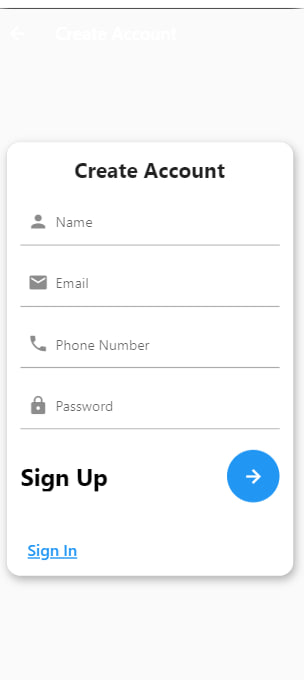 Create Account
Create Account
Name
Email
Phone Number
Password
Sign Up
Sign In